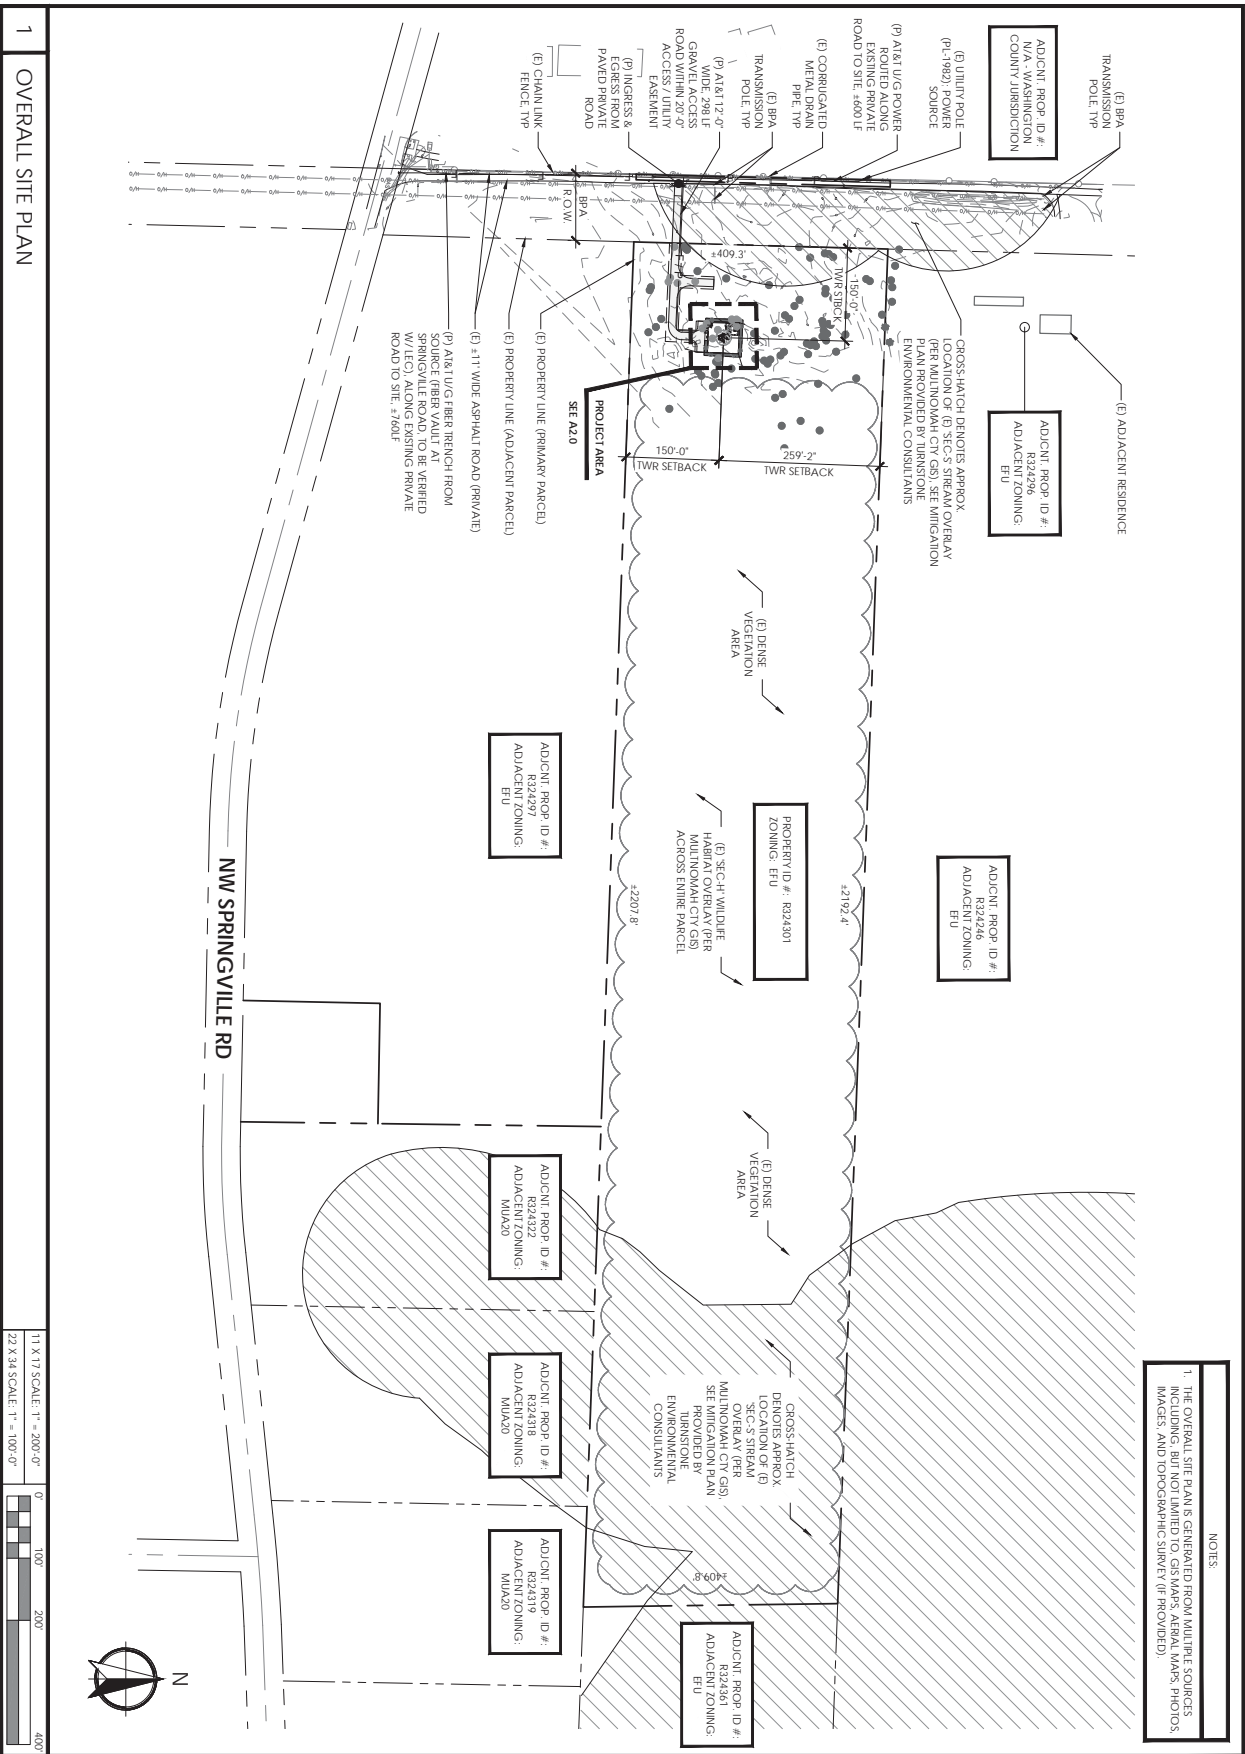 (E) BPA
TRANSMISSION
POLE, TYP
ADJCNT. PROP. ID #:
N/A - WASHINGTON
COUNTY JURISDICTION
(E) UTILITY POLE
(PL-1982); POWER
SOURCE
(P) AT&T U/G POWER
ROUTED ALONG
EXISTING PRIVATE
ROAD TO SITE, ±600 LF
(E) CORRUGATED
METAL DRAIN
PIPE, TYP
(E) BPA
TRANSMISSION
POLE, TYP
(P) AT&T 12'-0"
WIDE, 298 LF
GRAVEL ACCESS
ROAD WITHIN 20'-0"
ACCESS / UTILITY
EASEMENT
(P) INGRESS &
EGRESS FROM
PAVED PRIVATE
ROAD
(E) CHAIN LINK
FENCE, TYP
BPA
R.O.W.
±409.3'
150'-0"
TWR STBCK
(E) ADJACENT RESIDENCE
ADJCNT. PROP. ID #:
R324296
ADJACENT ZONING:
EFU
CROSS-HATCH DENOTES APPROX.
LOCATION OF (E) 'SEC-S' STREAM OVERLAY
(PER MULTNOMAH CTY GIS), SEE MITIGATION
PLAN PROVIDED BY TURNSTONE
ENVIRONMENTAL CONSULTANTS
PROJECT AREA
SEE A2.0
(E) PROPERTY LINE (PRIMARY PARCEL)
(E) PROPERTY LINE (ADJACENT PARCEL)
(E) ±11' WIDE ASPHALT ROAD (PRIVATE)
(P) AT&T U/G FIBER TRENCH FROM
SOURCE (FIBER VAULT AT
SPRINGVILLE ROAD, TO BE VERIFIED
W/ LEC), ALONG EXISTING PRIVATE
ROAD TO SITE, ±760LF
259'-2"
TWR SETBACK
150'-0"
TWR SETBACK
(E) DENSE
VEGETATION
AREA
ADJCNT. PROP. ID #:
R324297
ADJACENT ZONING:
EFU
PROPERTY ID #: R324301
ZONING: EFU
(E) 'SEC-H' WILDLIFE
HABITAT OVERLAY (PER
MULTNOMAH CTY GIS)
ACROSS ENTIRE PARCEL
ADJCNT. PROP. ID #:
R324246
ADJACENT ZONING:
EFU
±2192.4'
±2207.8'
NW SPRINGVILLE RD
(E) DENSE
VEGETATION
AREA
ADJCNT. PROP. ID #:
R324322
ADJACENT ZONING:
MUA20
ADJCNT. PROP. ID #:
R324318
ADJACENT ZONING:
MUA20
CROSS-HATCH
DENOTES APPROX.
LOCATION OF (E)
'SEC-S' STREAM
OVERLAY (PER
MULTNOMAH CTY GIS),
SEE MITIGATION PLAN
PROVIDED BY
TURNSTONE
ENVIRONMENTAL
CONSULTANTS
±409.8'
ADJCNT. PROP. ID #:
R324319
ADJACENT ZONING:
MUA20
ADJCNT. PROP. ID #:
R324361
ADJACENT ZONING:
EFU
NOTES:
1. THE OVERALL SITE PLAN IS GENERATED FROM MULTIPLE SOURCES
INCLUDING, BUT NOT LIMITED TO, GIS MAPS, AERIAL MAPS, PHOTOS,
IMAGES, AND TOPOGRAPHIC SURVEY (IF PROVIDED).
N
1
OVERALL SITE PLAN
11 X 17 SCALE: 1" = 200'-0"
22 X 34 SCALE: 1" = 100'-0"
0' 100' 200' 400'